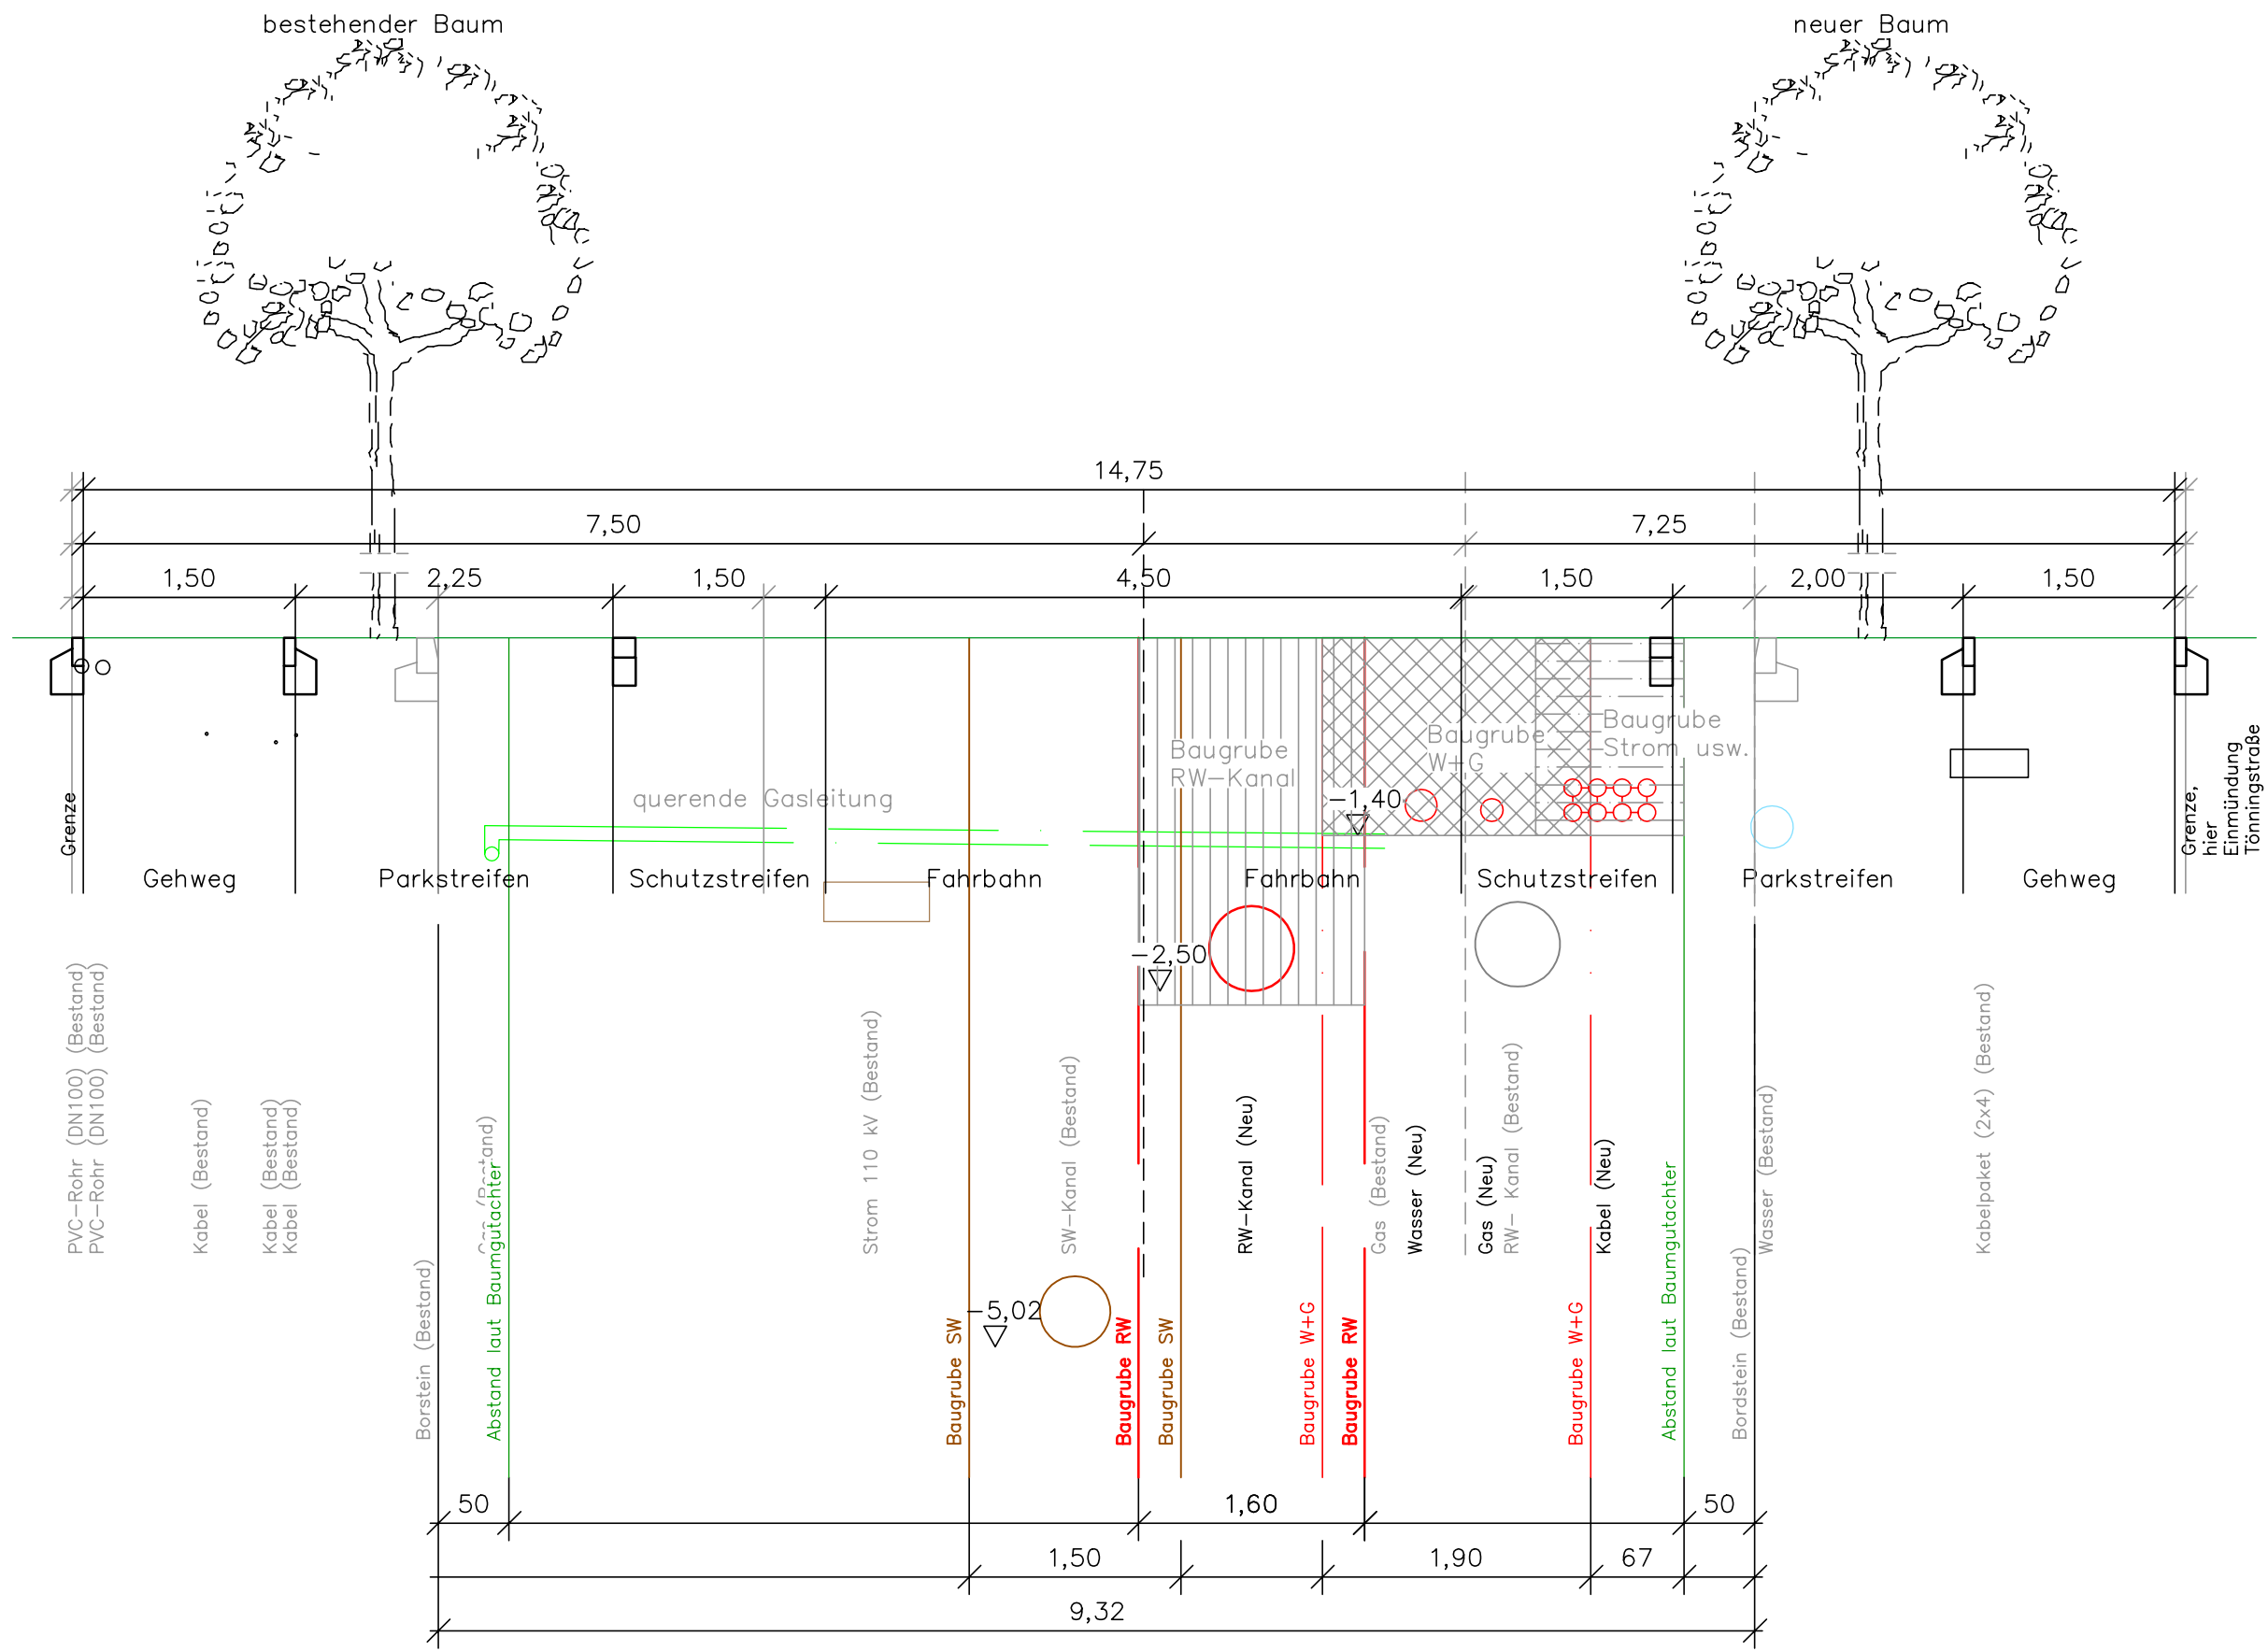 bestehender Baum
neuer Baum
14,75
7,50
7,25
1,50
2,25
1,50
4,50
1,50
2,00
1,50
Baugrube
RW-Kanal
Baugrube
W+G
Baugrube
Strom usw.
querende Gasleitung
-1,40
Grenze
Grenze,
hier
Einmündung
Tönningstraße
Gehweg
Parkstreifen
Schutzstreifen
Fahrbahn
Fahrbahn
Schutzstreifen
Parkstreifen
Gehweg
-2,50
PVC-Rohr (DN100) (Bestand)
PVC-Rohr (DN100) (Bestand)
Kabel (Bestand)
Kabel (Bestand)
Kabel (Bestand)
Gas (Bestand)
Strom 110 kV (Bestand)
SW-Kanal (Bestand)
RW-Kanal (Neu)
Gas (Bestand)
Wasser (Neu)
Gas (Neu)
RW- Kanal (Bestand)
Kabel (Neu)
Wasser (Bestand)
Kabelpaket (2x4) (Bestand)
-5,02
Borstein (Bestand)
Abstand laut Baumgutachter
Baugrube SW
Baugrube RW
Baugrube SW
Baugrube W+G
Baugrube RW
Baugrube W+G
Abstand laut Baumgutachter
Bordstein (Bestand)
50
1,60
50
1,50
1,90
67
9,32